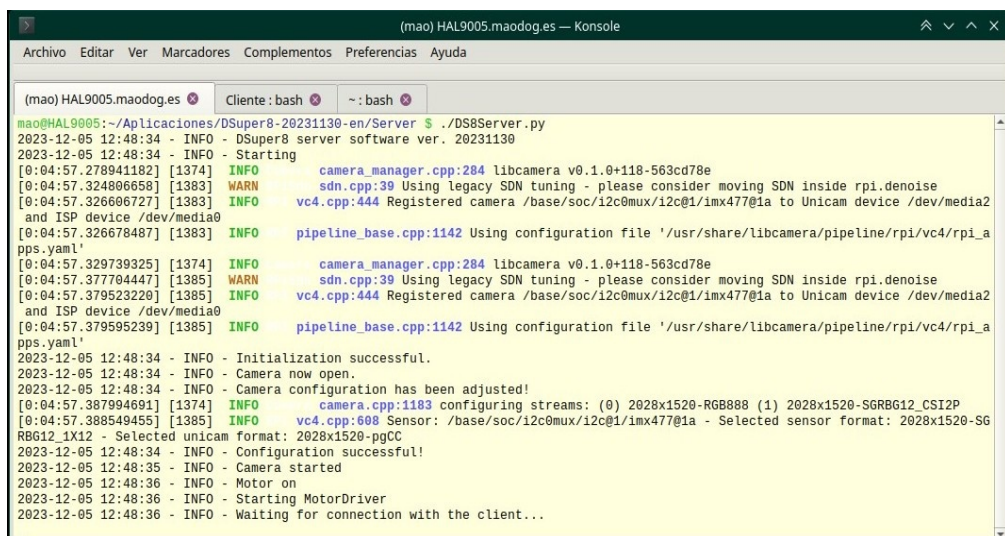 (mao) HAL9005.maodog.es — Konsole
Archivo Editar Ver Marcadores Complementos Preferencias Ayuda
(mao) HAL9005.maodog.es Cliente : bash ~ : bash
mao@HAL9005:~/Aplicaciones/DSuper8-20231130-en/Server $ ./DS8Server.py
2023-12-05 12:48:34 - INFO - DSuper8 server software ver. 20231130
2023-12-05 12:48:34 - INFO - Starting
[0:04:57.278941182] [1374] INFO camera_manager.cpp:284 libcamera v0.1.0+118-563cd78e
[0:04:57.324806658] [1383] WARN sdn.cpp:39 Using legacy SDN tuning - please consider moving SDN inside rpi.denoise
[0:04:57.326606727] [1383] INFO vc4.cpp:444 Registered camera /base/soc/i2c0mux/i2c@1/imx477@1a to Unicam device /dev/media2
and ISP device /dev/media0
[0:04:57.326678487] [1383] INFO pipeline_base.cpp:1142 Using configuration file '/usr/share/libcamera/pipeline/rpi/vc4/rpi_a
pps.yaml'
[0:04:57.329739325] [1374] INFO camera_manager.cpp:284 libcamera v0.1.0+118-563cd78e
[0:04:57.377704447] [1385] WARN sdn.cpp:39 Using legacy SDN tuning - please consider moving SDN inside rpi.denoise
[0:04:57.379523220] [1385] INFO vc4.cpp:444 Registered camera /base/soc/i2c0mux/i2c@1/imx477@1a to Unicam device /dev/media2
and ISP device /dev/media0
[0:04:57.379595239] [1385] INFO pipeline_base.cpp:1142 Using configuration file '/usr/share/libcamera/pipeline/rpi/vc4/rpi_a
pps.yaml'
2023-12-05 12:48:34 - INFO - Initialization successful.
2023-12-05 12:48:34 - INFO - Camera now open.
2023-12-05 12:48:34 - INFO - Camera configuration has been adjusted!
[0:04:57.387994691] [1374] INFO camera.cpp:1183 configuring streams: (0) 2028x1520-RGB888 (1) 2028x1520-SGRBG12_CSI2P
[0:04:57.388549455] [1385] INFO vc4.cpp:608 Sensor: /base/soc/i2c0mux/i2c@1/imx477@1a - Selected sensor format: 2028x1520-SG
RBG12_1X12 - Selected unicam format: 2028x1520-pgCC
2023-12-05 12:48:34 - INFO - Configuration successful!
2023-12-05 12:48:35 - INFO - Camera started
2023-12-05 12:48:36 - INFO - Motor on
2023-12-05 12:48:36 - INFO - Starting MotorDriver
2023-12-05 12:48:36 - INFO - Waiting for connection with the client...